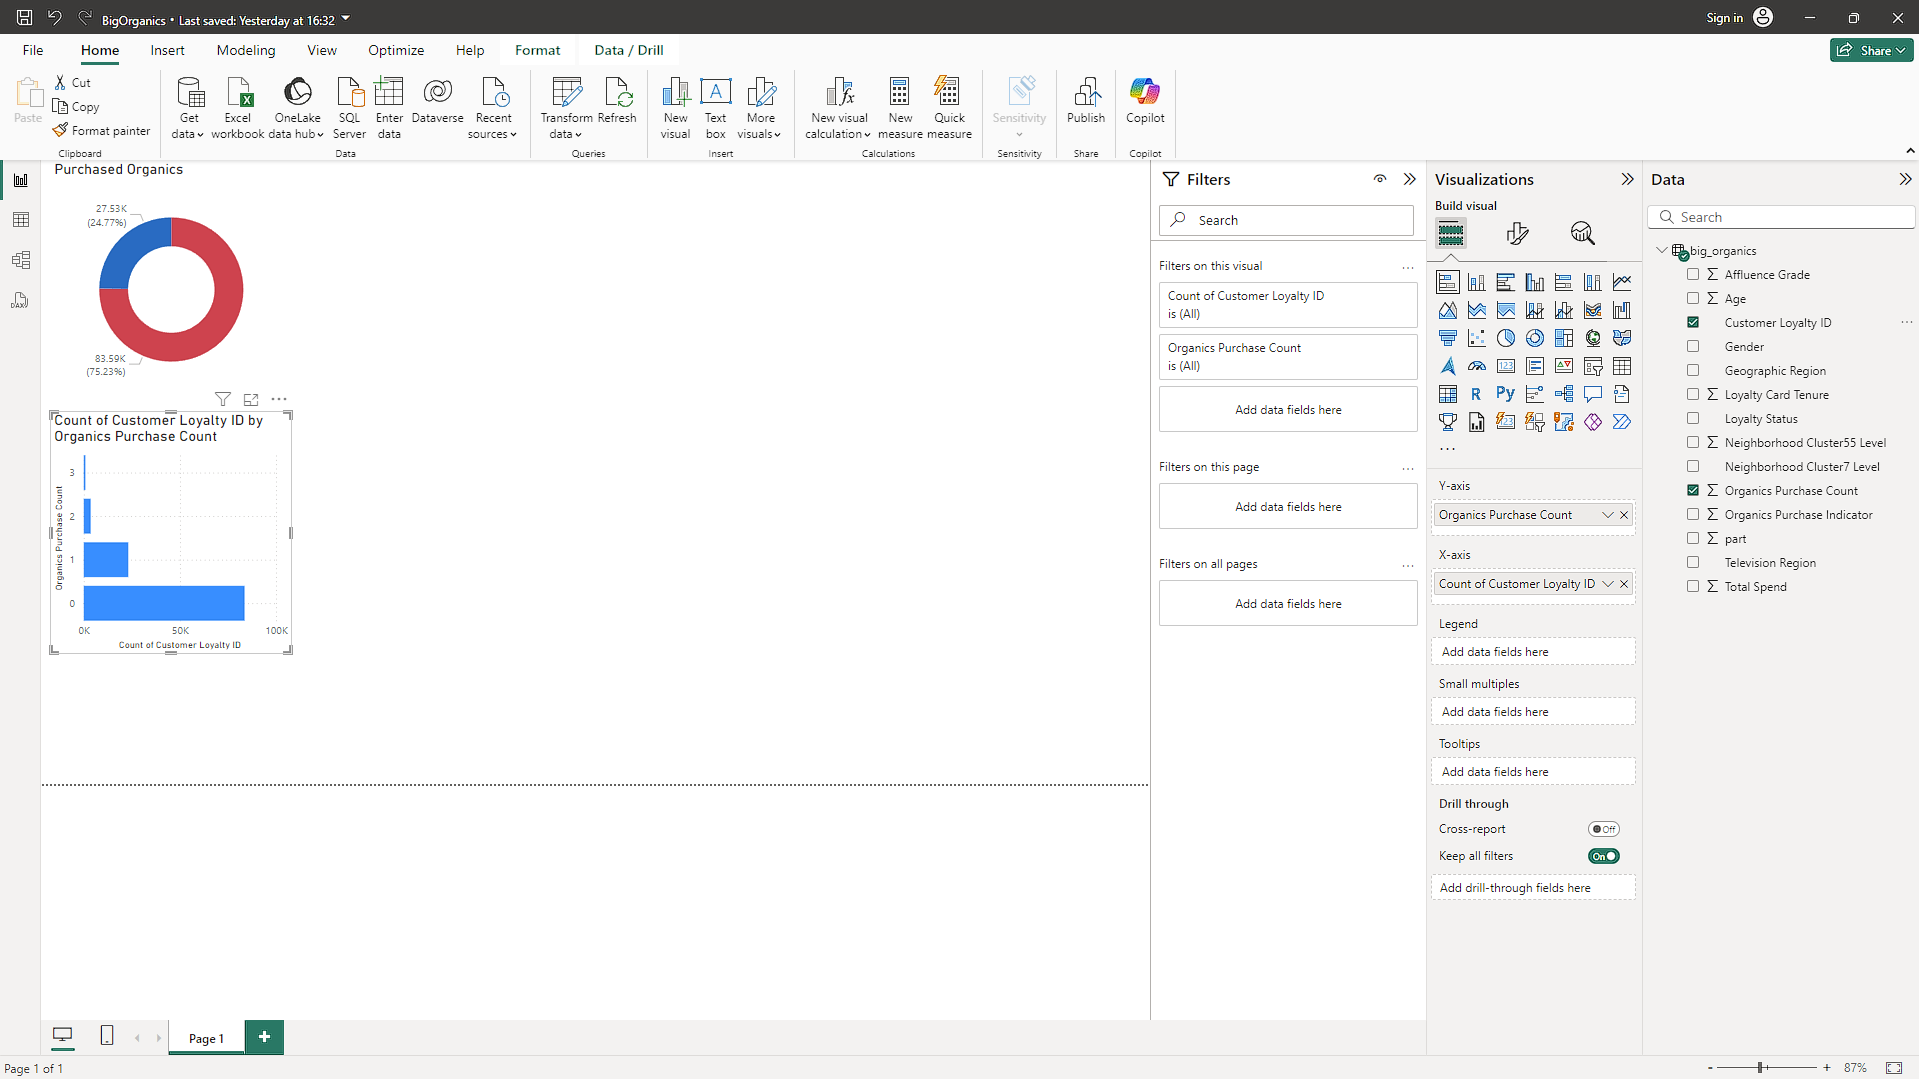 BigOrganics • Last saved: Yesterday at 16:32
Sign in
File
Home
Insert
Modeling
View
Optimize
Help
Format
Data / Drill
Share
Paste
Cut
Copy
Format painter
Clipboard
Get data
Excel workbook
OneLake data hub
SQL Server
Enter data
Dataverse
Recent sources
Data
Transform data
Refresh
Queries
New visual
Text box
More visuals
Insert
New visual calculation
New measure
Quick measure
Calculations
Sensitivity
Sensitivity
Publish
Share
Copilot
Copilot
Purchased Organics
27.53K
(24.77%)
83.59K
(75.23%)
Count of Customer Loyalty ID by
Organics Purchase Count
Organics Purchase Count
3
2
1
0
0K
50K
100K
Count of Customer Loyalty ID
Filters
Search
Filters on this visual
Count of Customer Loyalty ID
is (All)
Organics Purchase Count
is (All)
Add data fields here
Filters on this page
Add data fields here
Filters on all pages
Add data fields here
Visualizations
Build visual
R
Py
123
Y-axis
Organics Purchase Count
X-axis
Count of Customer Loyalty ID
Legend
Add data fields here
Small multiples
Add data fields here
Tooltips
Add data fields here
Drill through
Cross-report
Off
Keep all filters
On
Add drill-through fields here
Data
Search
big_organics
Affluence Grade
Age
Customer Loyalty ID
Gender
Geographic Region
Loyalty Card Tenure
Loyalty Status
Neighborhood Cluster55 Level
Neighborhood Cluster7 Level
Organics Purchase Count
Organics Purchase Indicator
part
Television Region
Total Spend
Page 1
Page 1 of 1
- + 87%